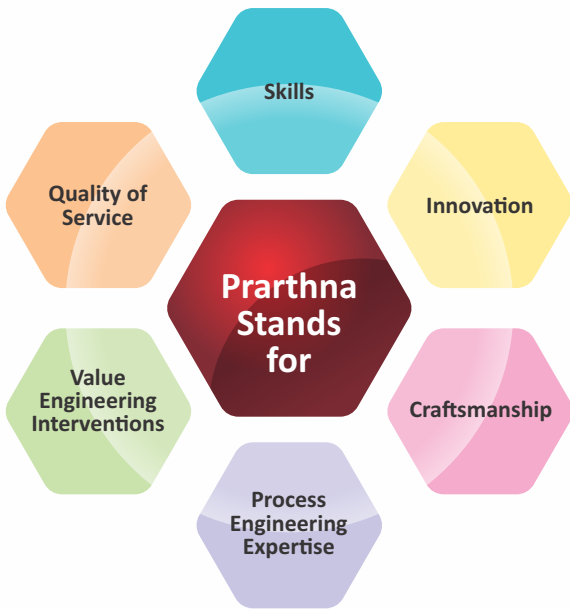 Skills
Innovation
Craftsmanship
Process
Engineering
Expertise
Value
Engineering
Interventions
Quality of
Service
Prarthna
Stands
for